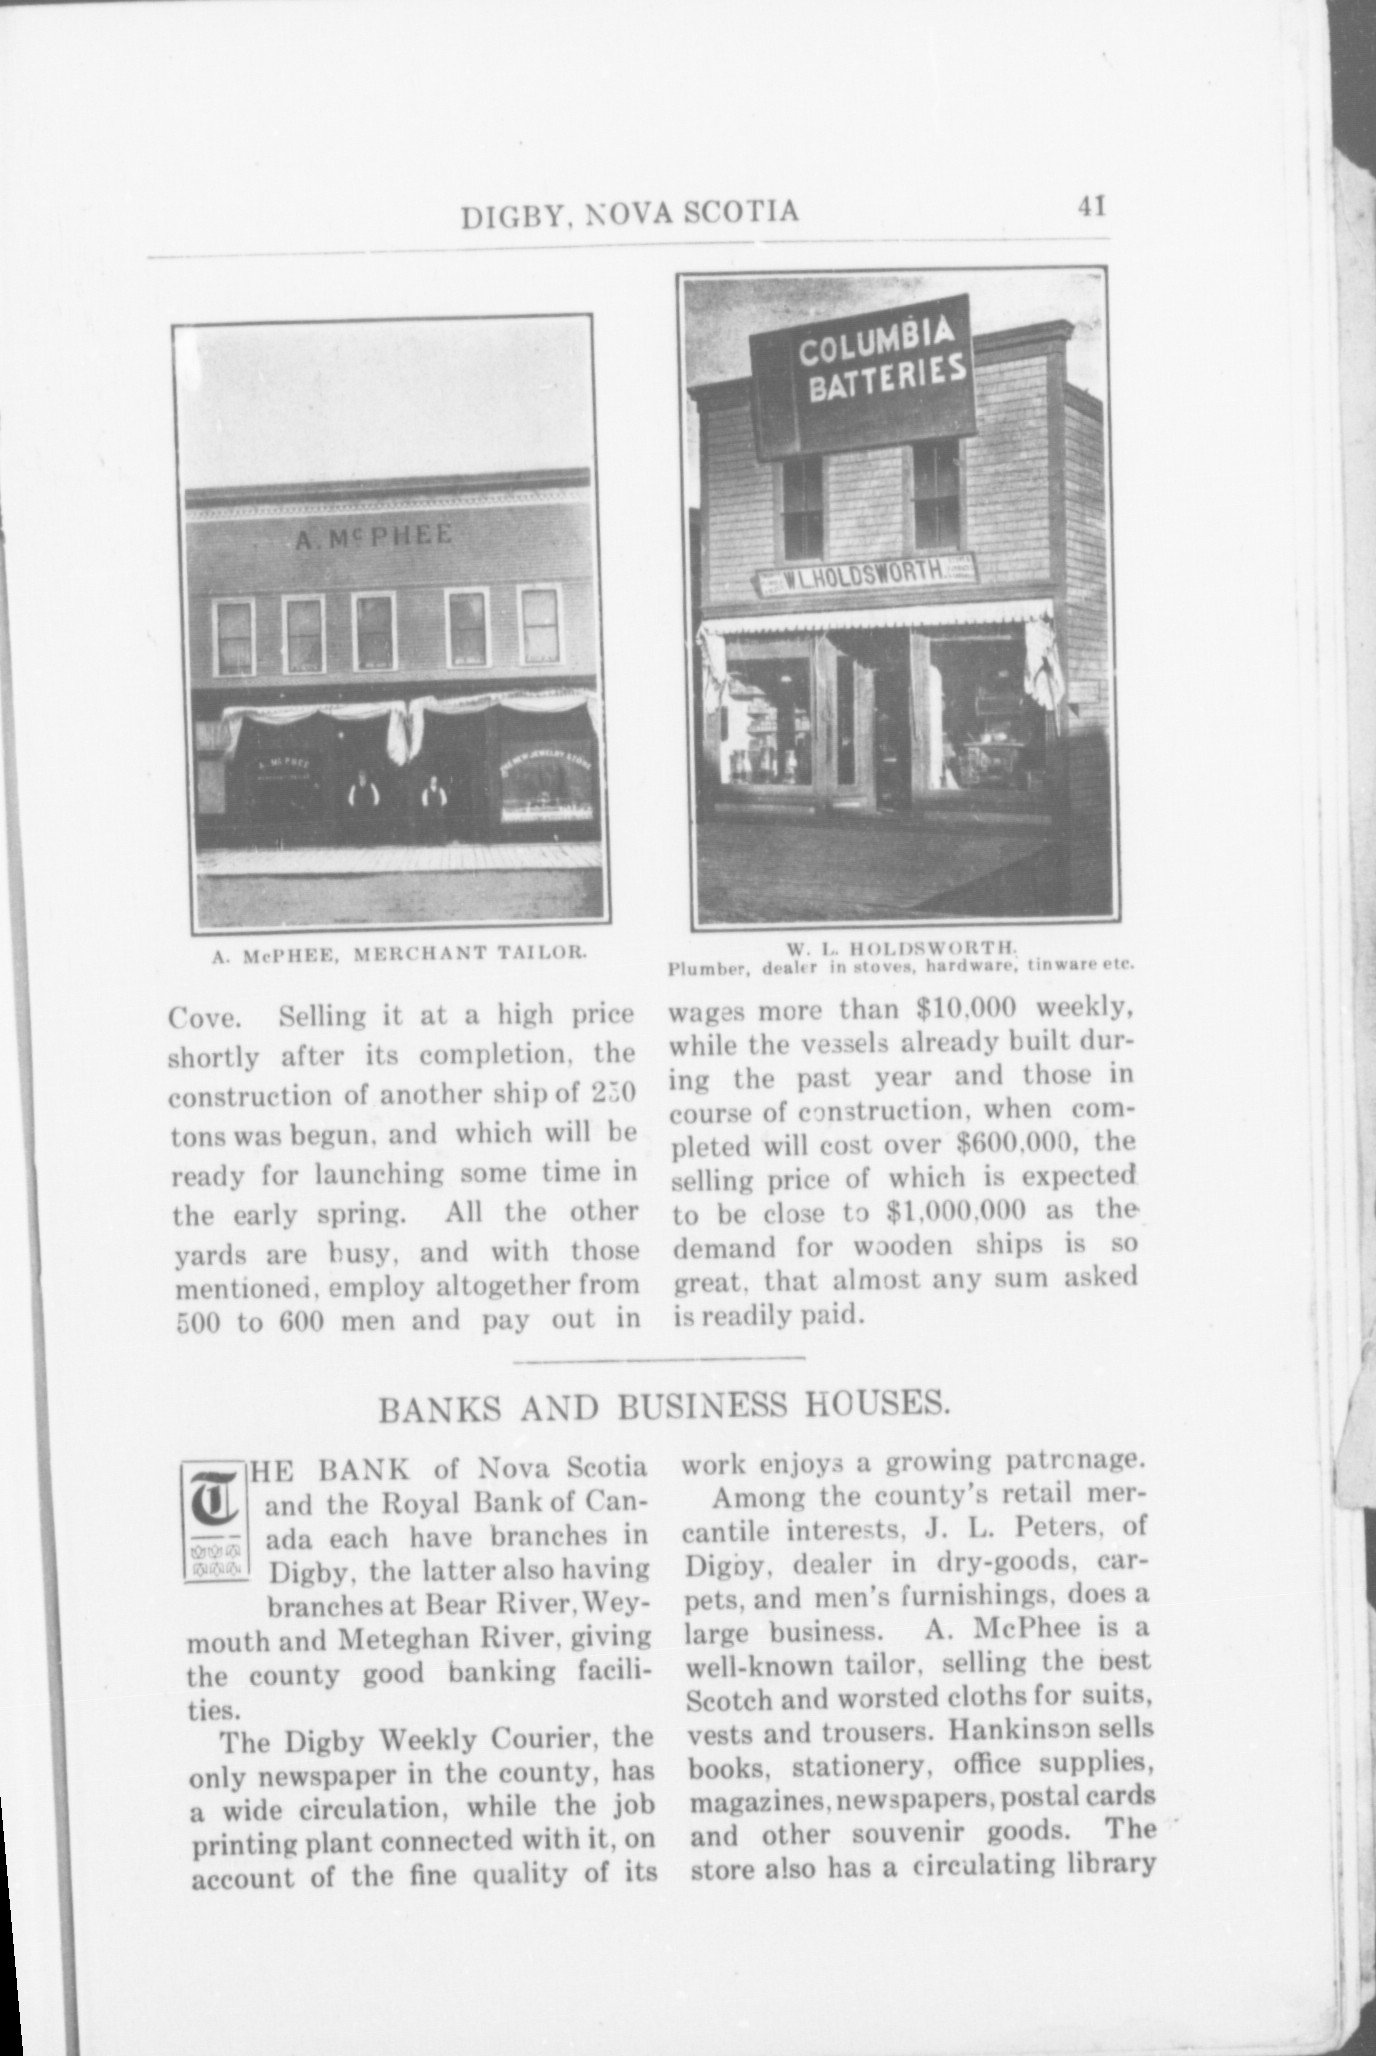 DIGBY, NOVA SCOTIA 41
A. McPHEE
A. McPHEE
THE NEW JEWELRY STORE
A. McPHEE, MERCHANT TAILOR.
COLUMBIA
BATTERIES
W.L.HOLDSWORTH
W. L. HOLDSWORTH.
Plumber, dealer in stoves, hardware, tinware etc.
Cove. Selling it at a high price
shortly after its completion, the
construction of another ship of 250
tons was begun, and which will be
ready for launching some time in
the early spring. All the other
yards are busy, and with those
mentioned, employ altogether from
500 to 600 men and pay out in
wages more than $10,000 weekly,
while the vessels already built dur-
ing the past year and those in
course of construction, when com-
pleted will cost over $600,000, the
selling price of which is expected
to be close to $1,000,000 as the
demand for wooden ships is so
great, that almost any sum asked
is readily paid.
BANKS AND BUSINESS HOUSES.
THE BANK of Nova Scotia
and the Royal Bank of Can-
ada each have branches in
Digby, the latter also having
branches at Bear River, Wey-
mouth and Meteghan River, giving
the county good banking facili-
ties.
The Digby Weekly Courier, the
only newspaper in the county, has
a wide circulation, while the job
printing plant connected with it, on
account of the fine quality of its
work enjoys a growing patronage.
Among the county's retail mer-
cantile interests, J. L. Peters, of
Digby, dealer in dry-goods, car-
pets, and men's furnishings, does a
large business. A. McPhee is a
well-known tailor, selling the best
Scotch and worsted cloths for suits,
vests and trousers. Hankinson sells
books, stationery, office supplies,
magazines, newspapers, postal cards
and other souvenir goods. The
store also has a circulating library